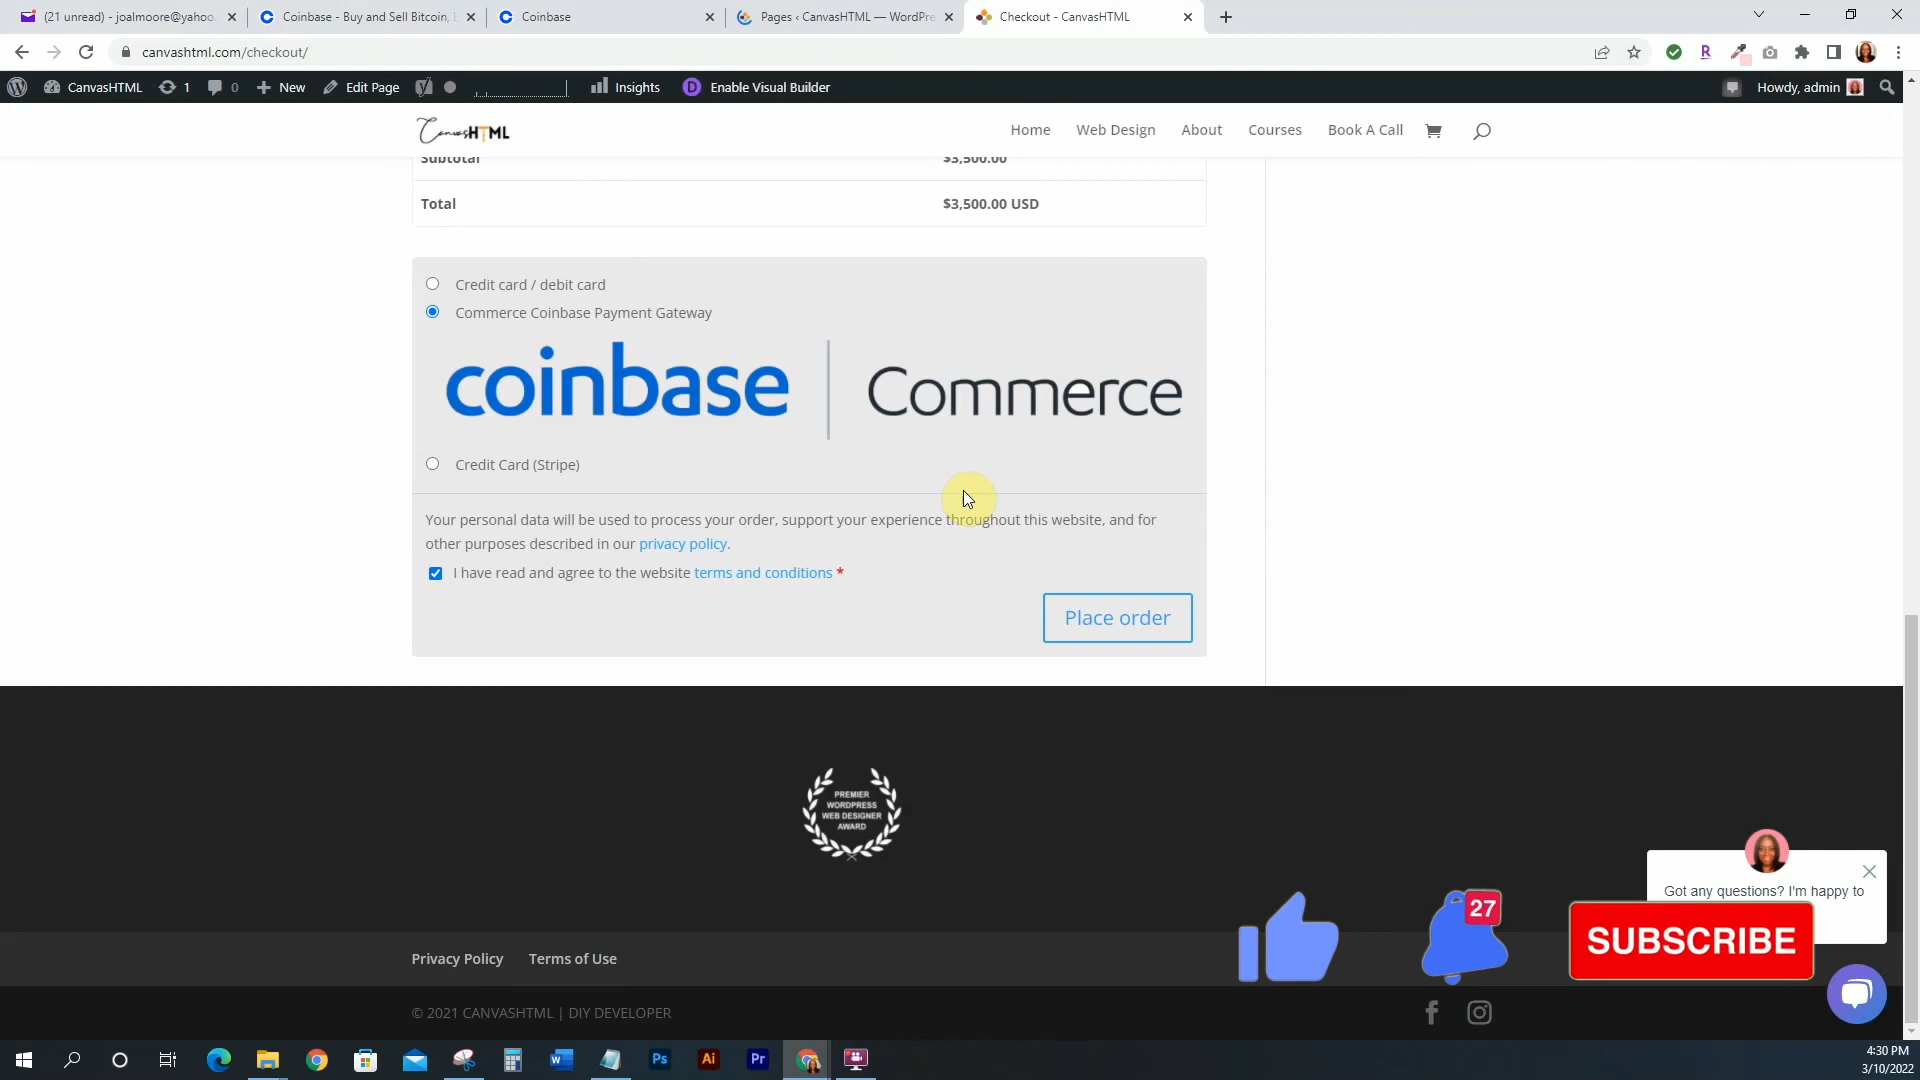 (21 unread) - joalmoore@yahoo.
Coinbase - Buy and Sell Bitcoin,
Coinbase
Pages ‹ CanvasHTML — WordPre
Checkout - CanvasHTML
canvashtml.com/checkout/
R
CanvasHTML
1
0
New
Edit Page
D
Insights
Enable Visual Builder
Howdy, admin
CanvasHTML
Home
Web Design
About
Courses
Book A Call
Subtotal
$3,500.00
Total
$3,500.00 USD
Credit card / debit card
Commerce Coinbase Payment Gateway
coinbase
Commerce
Credit Card (Stripe)
Your personal data will be used to process your order, support your experience throughout this website, and for
other purposes described in our privacy policy.
I have read and agree to the website terms and conditions *
Place order
PREMIER
WORDPRESS
WEB DESIGNER
AWARD
Got any questions? I'm happy to
27
SUBSCRIBE
Privacy Policy
Terms of Use
© 2021 CANVASHTML | DIY DEVELOPER
Ps
Ai
Pr
4:30 PM
3/10/2022